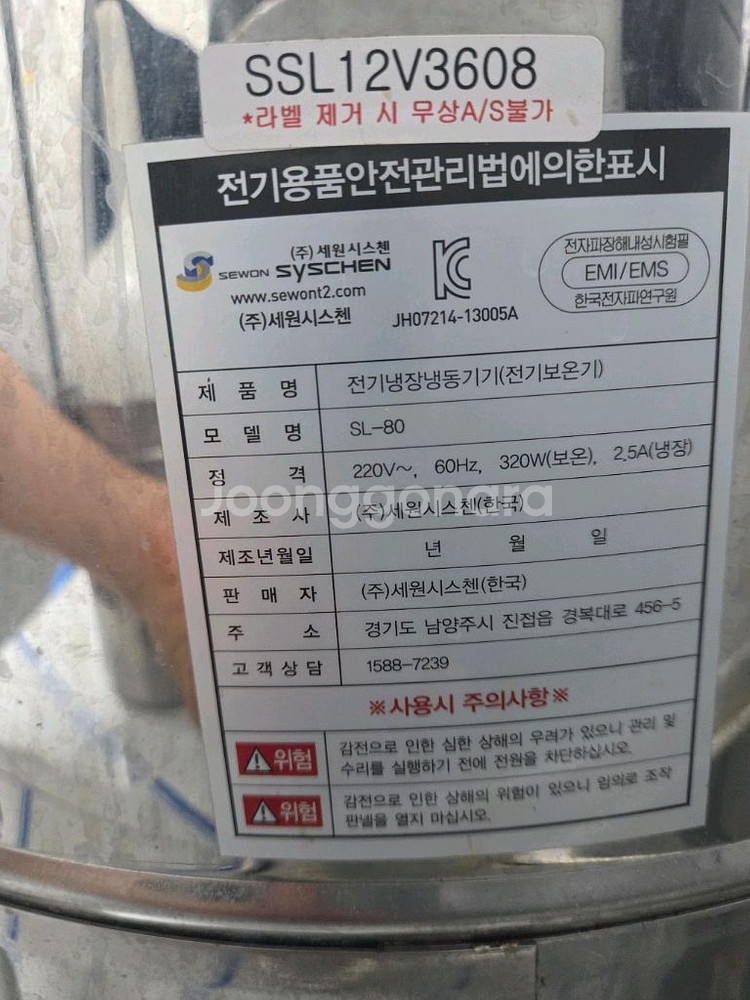 SSL12V3608
*라벨 제거 시 무상A/S불가
전기용품안전관리법에의한표시
(주)세원시스첸
SEWON SYSCHEN
www.sewont2.com
(주)세원시스첸
JH07214-13005A
전자파장해내성시험필
EMI/EMS
한국전자파연구원
제 품 명 전기냉장냉동기기(전기보온기)
모 델 명 SL-80
정 격 220V~, 60Hz, 320W(보온), 2.5A(냉장)
제 조 사 (주)세원시스첸(한국)
Joonggonara
제조년월일 년 월 일
판 매 자 (주)세원시스첸(한국)
주 소 경기도 남양주시 진접읍 경복대로 456-5
고객상담 1588-7239
※사용시 주의사항※
위험 감전으로 인한 심한 상해의 우려가 있으니 관리 및
수리를 실행하기 전에 전원을 차단하십시오.
위험 감전으로 인한 상해의 위험이 있으니 임의로 조작
판넬을 열지 마십시오.